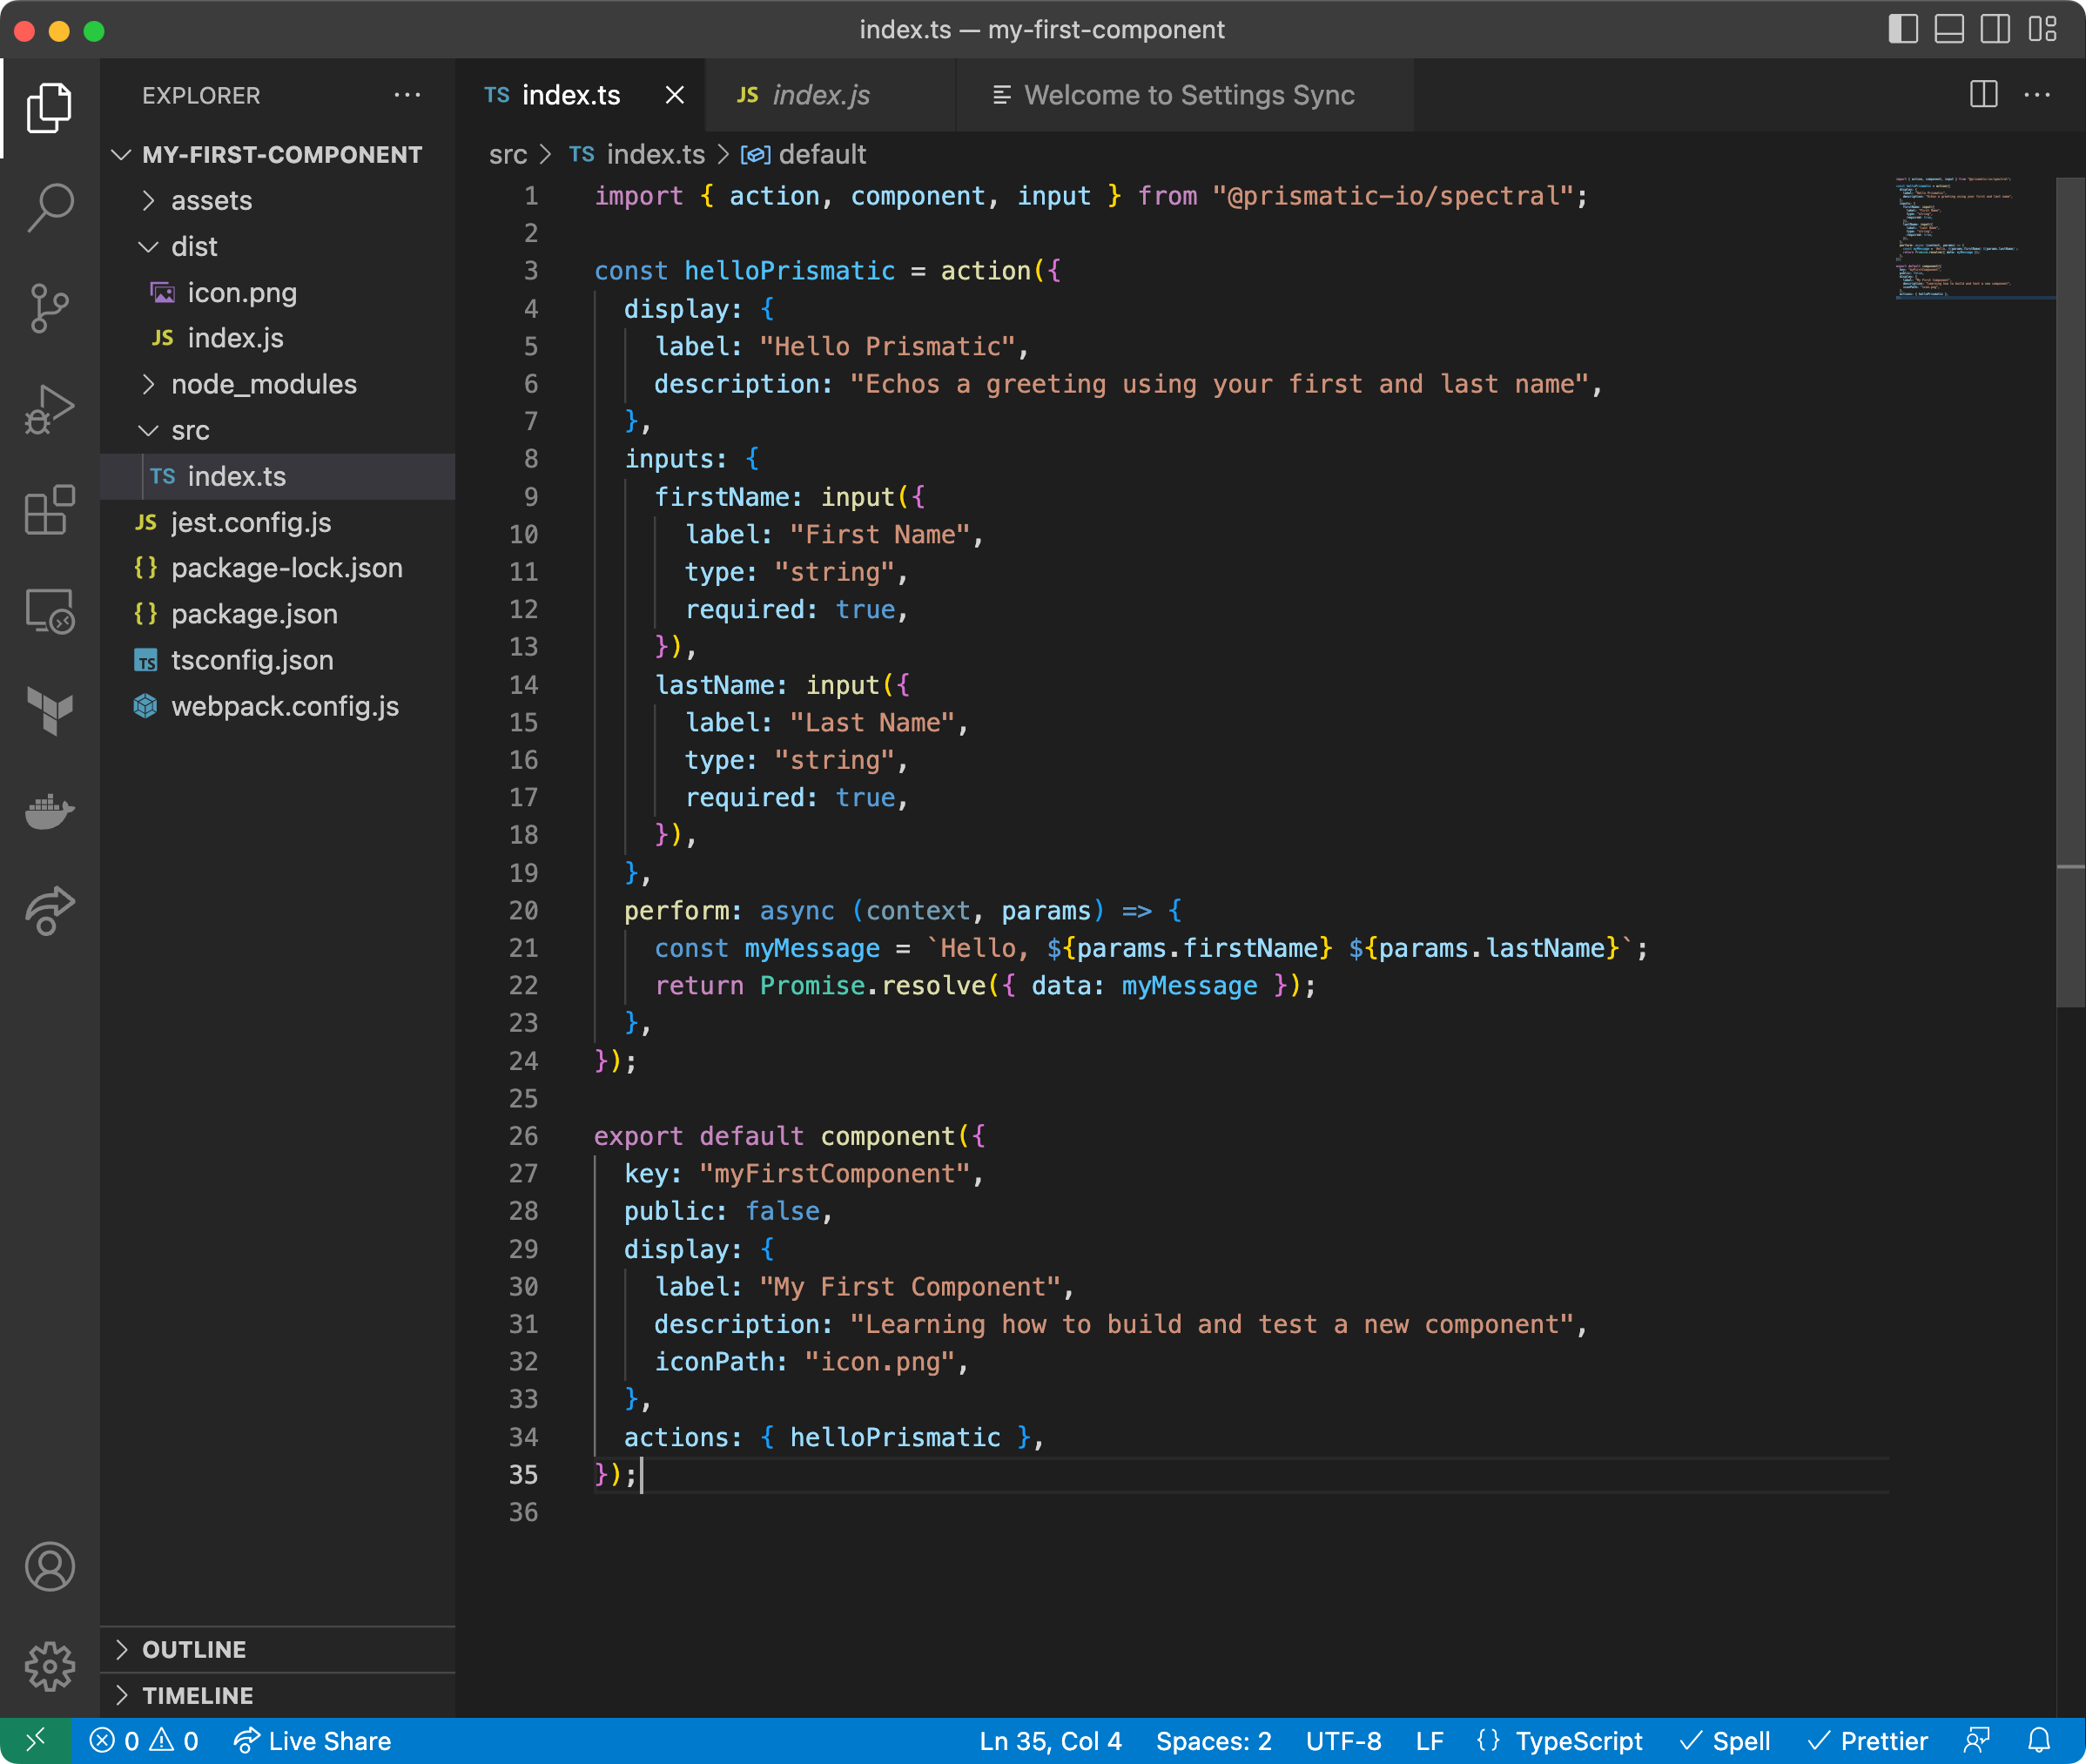 index.ts — my-first-component
EXPLORER
MY-FIRST-COMPONENT
assets
dist
icon.png
JS index.js
node_modules
src
TS index.ts
JS jest.config.js
{} package-lock.json
{} package.json
TS tsconfig.json
webpack.config.js
OUTLINE
TIMELINE
TS index.ts
JS index.js
Welcome to Settings Sync
src > TS index.ts > default
1 import { action, component, input } from "@prismatic-io/spectral";
2
3 const helloPrismatic = action({
4   display: {
5     label: "Hello Prismatic",
6     description: "Echos a greeting using your first and last name",
7   },
8   inputs: {
9     firstName: input({
10       label: "First Name",
11       type: "string",
12       required: true,
13     }),
14     lastName: input({
15       label: "Last Name",
16       type: "string",
17       required: true,
18     }),
19   },
20   perform: async (context, params) => {
21     const myMessage = `Hello, ${params.firstName} ${params.lastName}`;
22     return Promise.resolve({ data: myMessage });
23   },
24 });
25
26 export default component({
27   key: "myFirstComponent",
28   public: false,
29   display: {
30     label: "My First Component",
31     description: "Learning how to build and test a new component",
32     iconPath: "icon.png",
33   },
34   actions: { helloPrismatic },
35 });
36
0 0 Live Share Ln 35, Col 4 Spaces: 2 UTF-8 LF {} TypeScript Spell Prettier